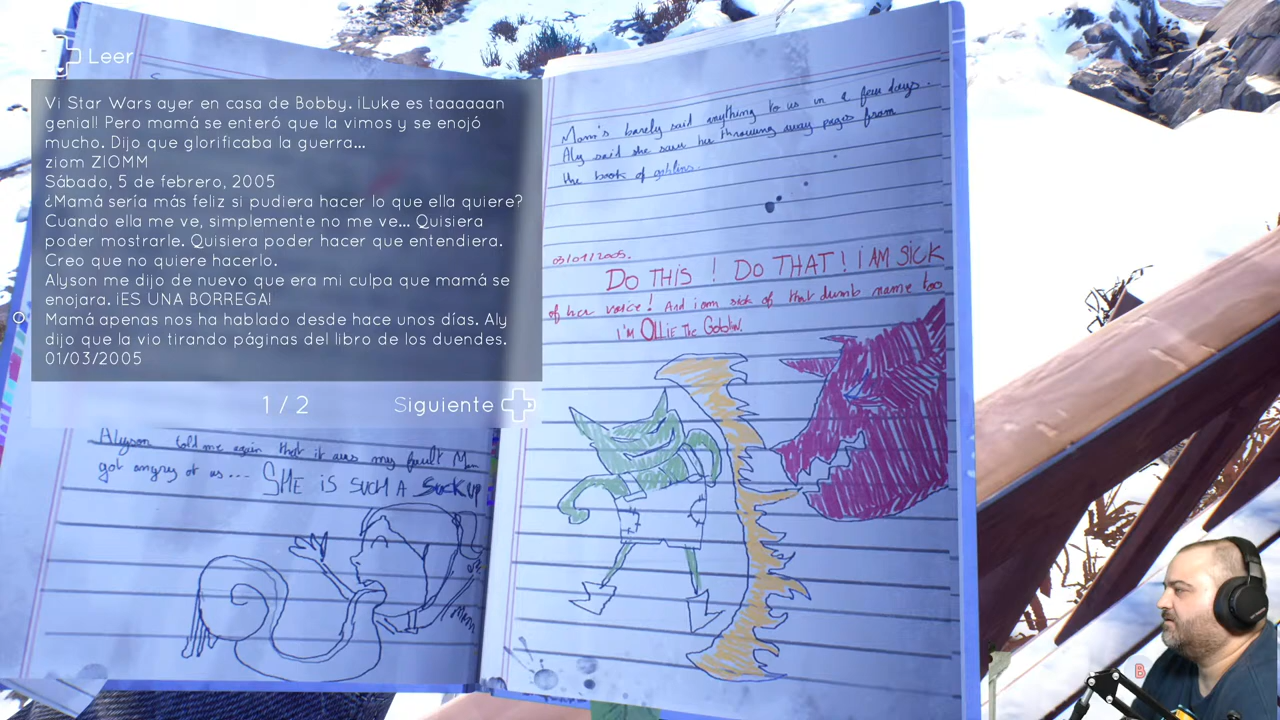 Leer
Vi Star Wars ayer en casa de Bobby. ¡Luke es taaaaaan
genial! Pero mamá se enteró que la vimos y se enojó
mucho. Dijo que glorificaba la guerra...
ziom ZIOMM
Sábado, 5 de febrero, 2005
¿Mamá sería más feliz si pudiera hacer lo que ella quiere?
Cuando ella me ve, simplemente no me ve... Quisiera
poder mostrarle. Quisiera poder hacer que entendiera.
Creo que no quiere hacerlo.
Alyson me dijo de nuevo que era mi culpa que mamá se
enojara. ¡ES UNA BORREGA!
Mamá apenas nos ha hablado desde hace unos días. Aly
dijo que la vio tirando páginas del libro de los duendes.
01/03/2005
1 / 2
Siguiente
Alyson told me again that it was my fault Mom
got angry at us...
SHE iS SUCH A SUCKUP
Mom's barely said anything to us in a few days.
Aly said she saw her throwing away pages from
the book of goblins.
03/01/2005.
DO THIS! DO THAT! i AM SiCK
of her voice! And i am sick of that dumb name too
i'M OLLiE The GobLiN.